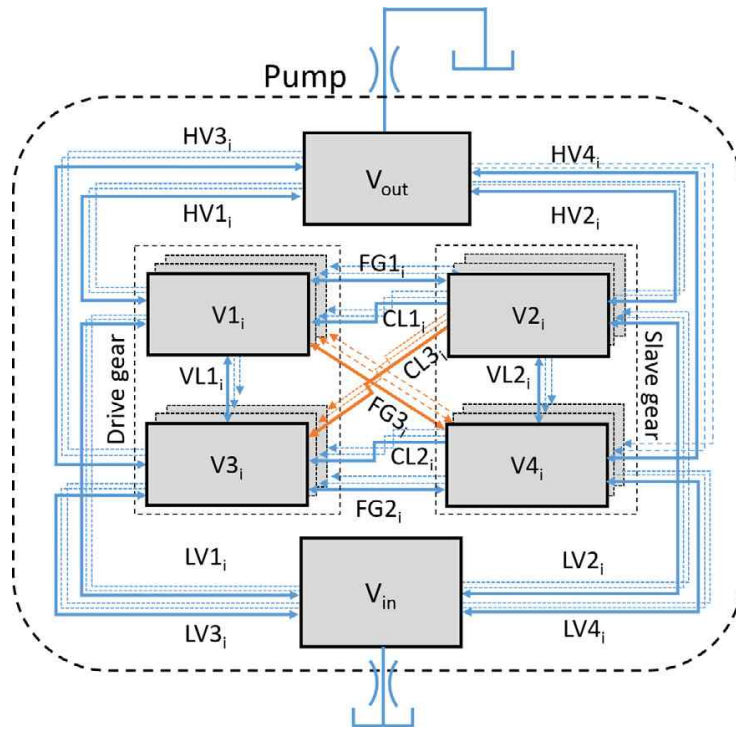 Pump
HV3ᵢ
HV4ᵢ
Vout
HV1ᵢ
HV2ᵢ
FG1ᵢ
V1ᵢ
CL1ᵢ
V2ᵢ
Drive gear
VL1ᵢ
CL3ᵢ
VL2ᵢ
Slave gear
FG3ᵢ
V3ᵢ
CL2ᵢ
V4ᵢ
FG2ᵢ
LV1ᵢ
LV2ᵢ
Vin
LV3ᵢ
LV4ᵢ